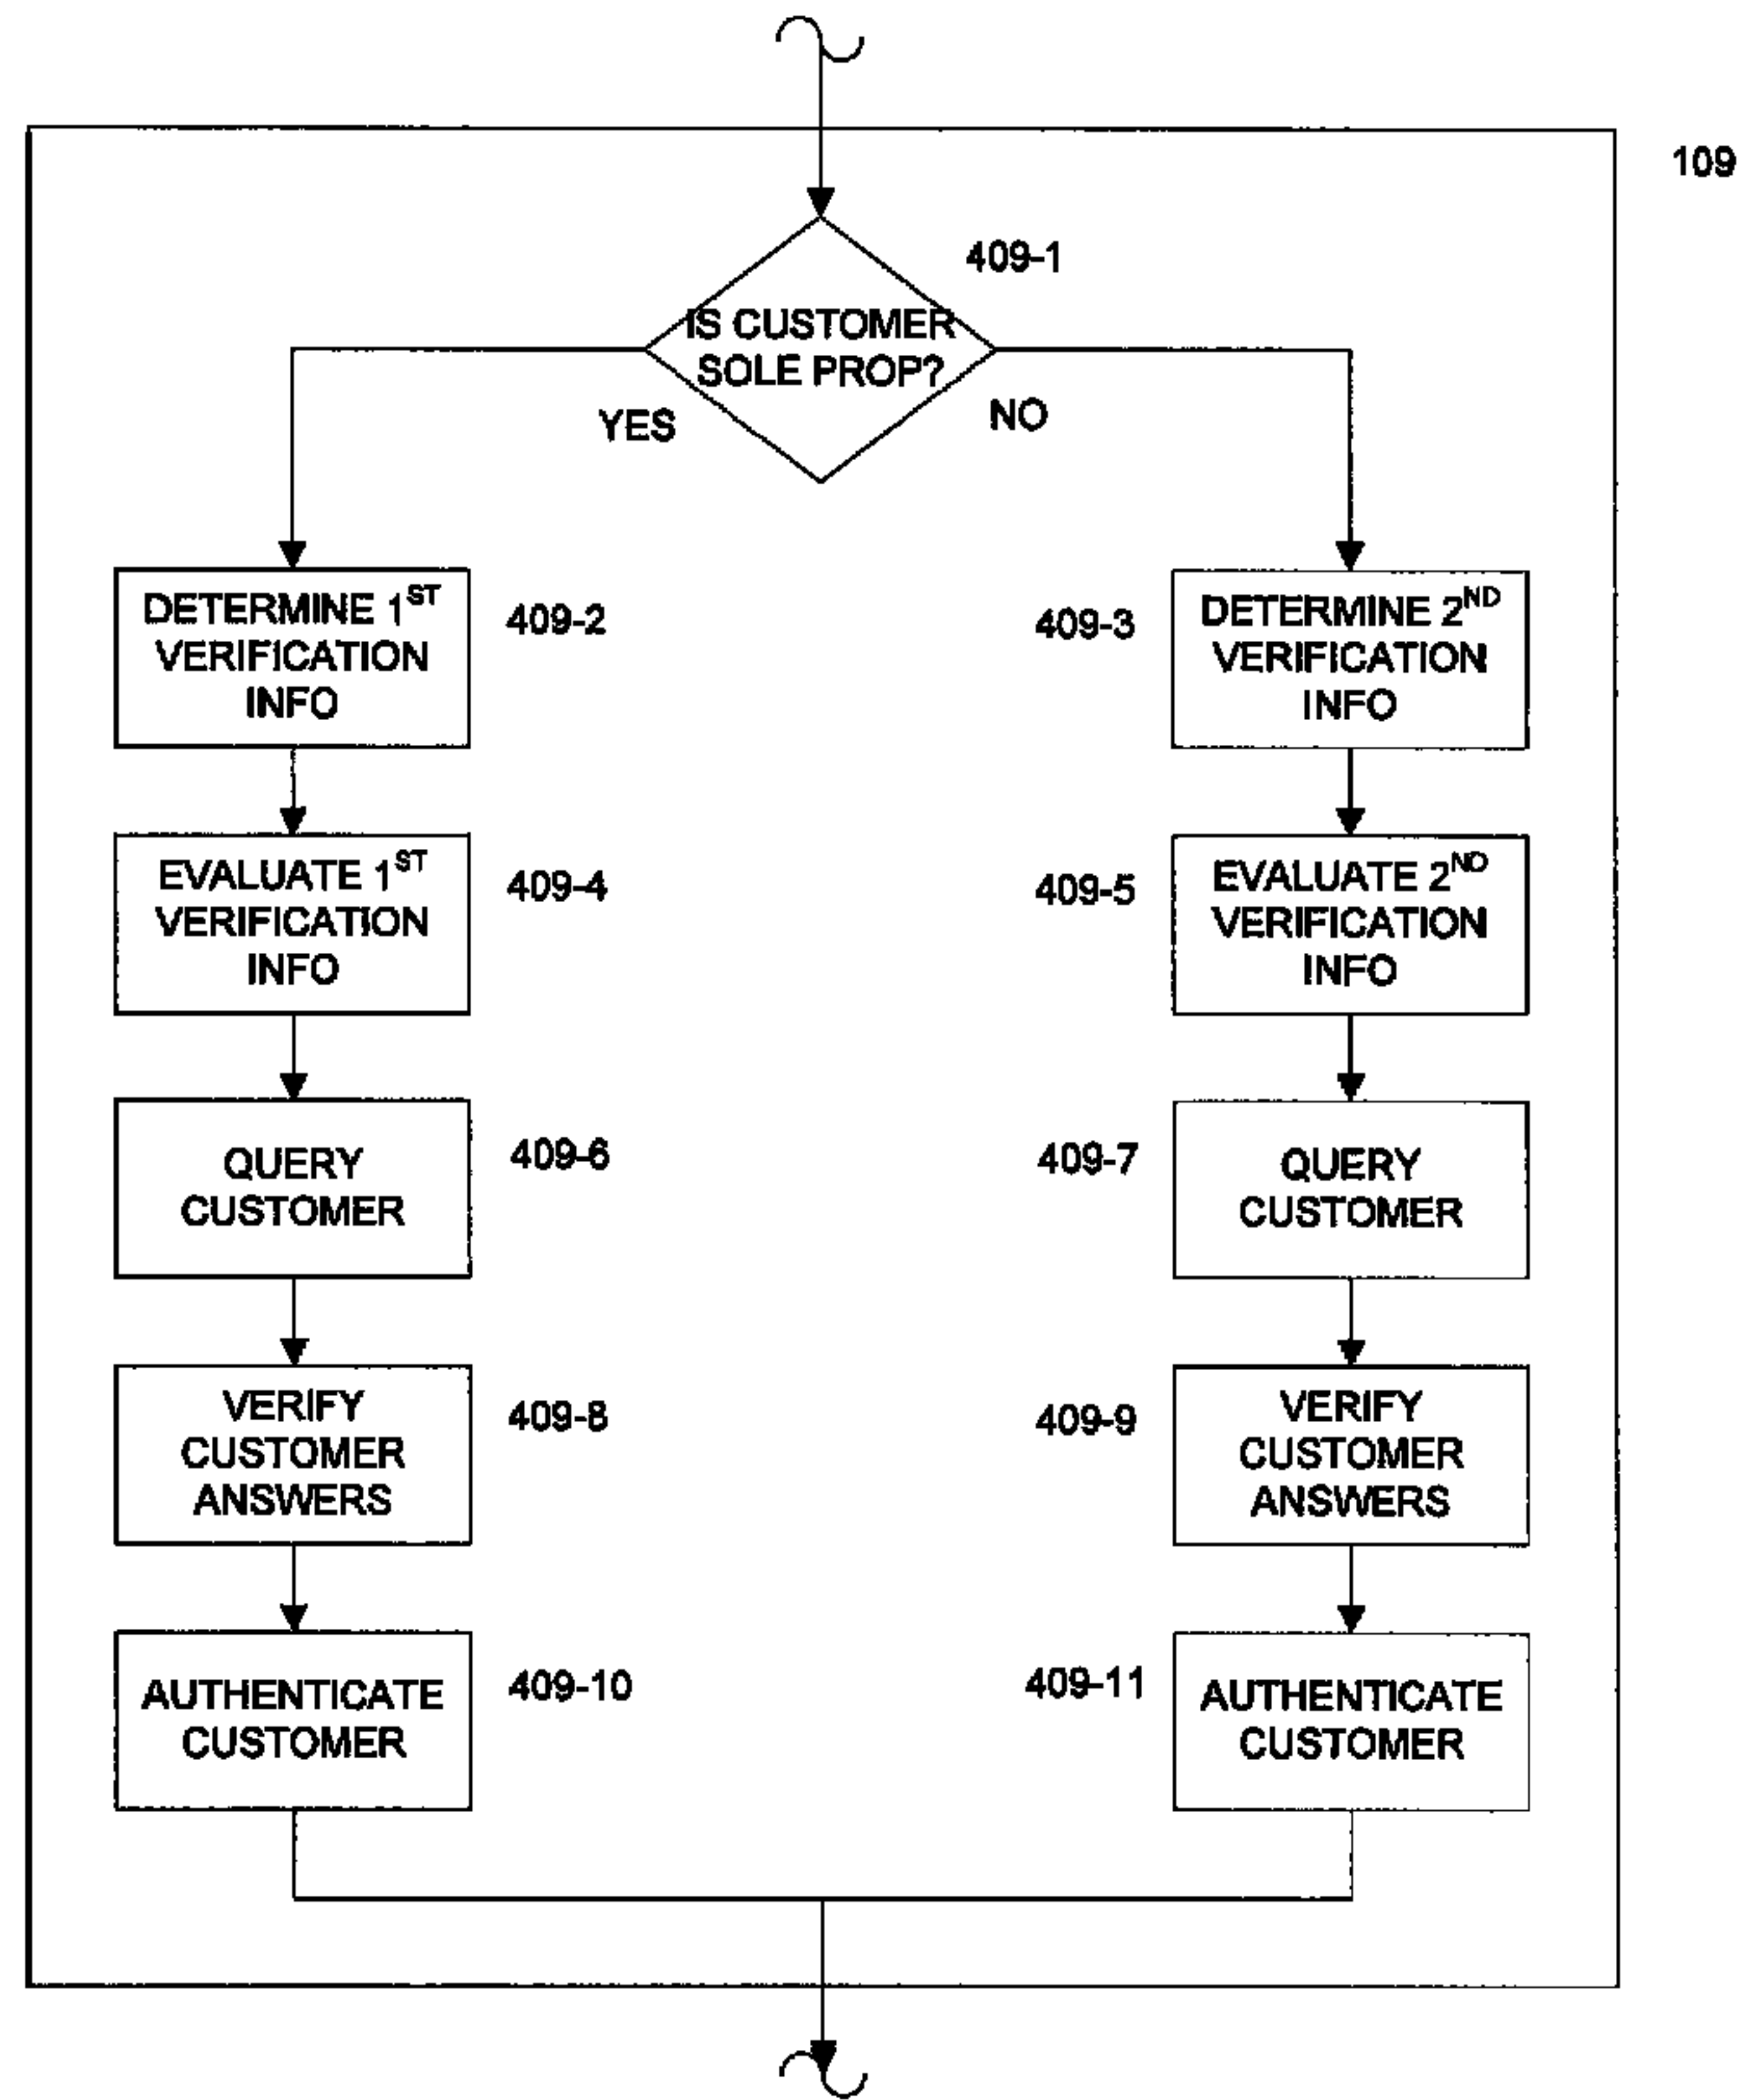 109
409-1
IS CUSTOMER
SOLE PROP?
YES
NO
DETERMINE 1ST
VERIFICATION
INFO
409-2
409-3
DETERMINE 2ND
VERIFICATION
INFO
EVALUATE 1ST
VERIFICATION
INFO
409-4
409-5
EVALUATE 2ND
VERIFICATION
INFO
QUERY
CUSTOMER
409-6
409-7
QUERY
CUSTOMER
VERIFY
CUSTOMER
ANSWERS
409-8
409-9
VERIFY
CUSTOMER
ANSWERS
AUTHENTICATE
CUSTOMER
409-10
409-11
AUTHENTICATE
CUSTOMER